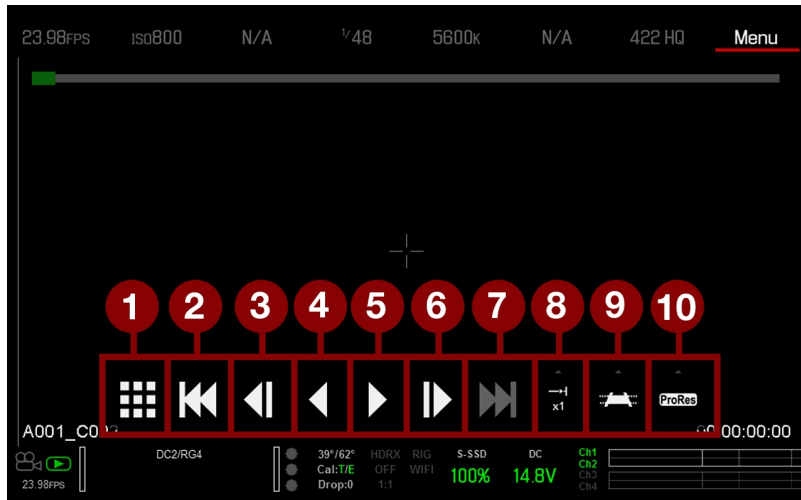 23.98FPS ISO800 N/A 1/48 5600K N/A 422 HQ Menu
1 2 3 4 5 6 7 8 9 10
x1 ProRes
A001_C00 00:00:00
DC2/RG4 39°/62° HDRX RIG S-SSD DC Ch1
Ch2
Cal:T/E OFF WIFI 100% 14.8V Ch3
23.98FPS Drop:0 1:1 Ch4